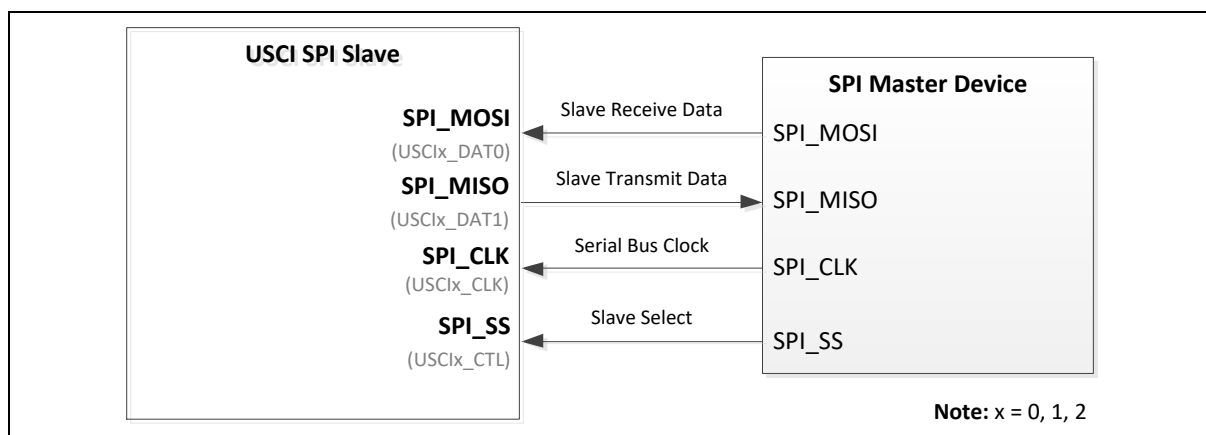 USCI SPI Slave
SPI Master Device
SPI_MOSI
(USCIx_DAT0)
Slave Receive Data
SPI_MOSI
SPI_MISO
(USCIx_DAT1)
Slave Transmit Data
SPI_MISO
SPI_CLK
(USCIx_CLK)
Serial Bus Clock
SPI_CLK
SPI_SS
(USCIx_CTL)
Slave Select
SPI_SS
Note: x = 0, 1, 2